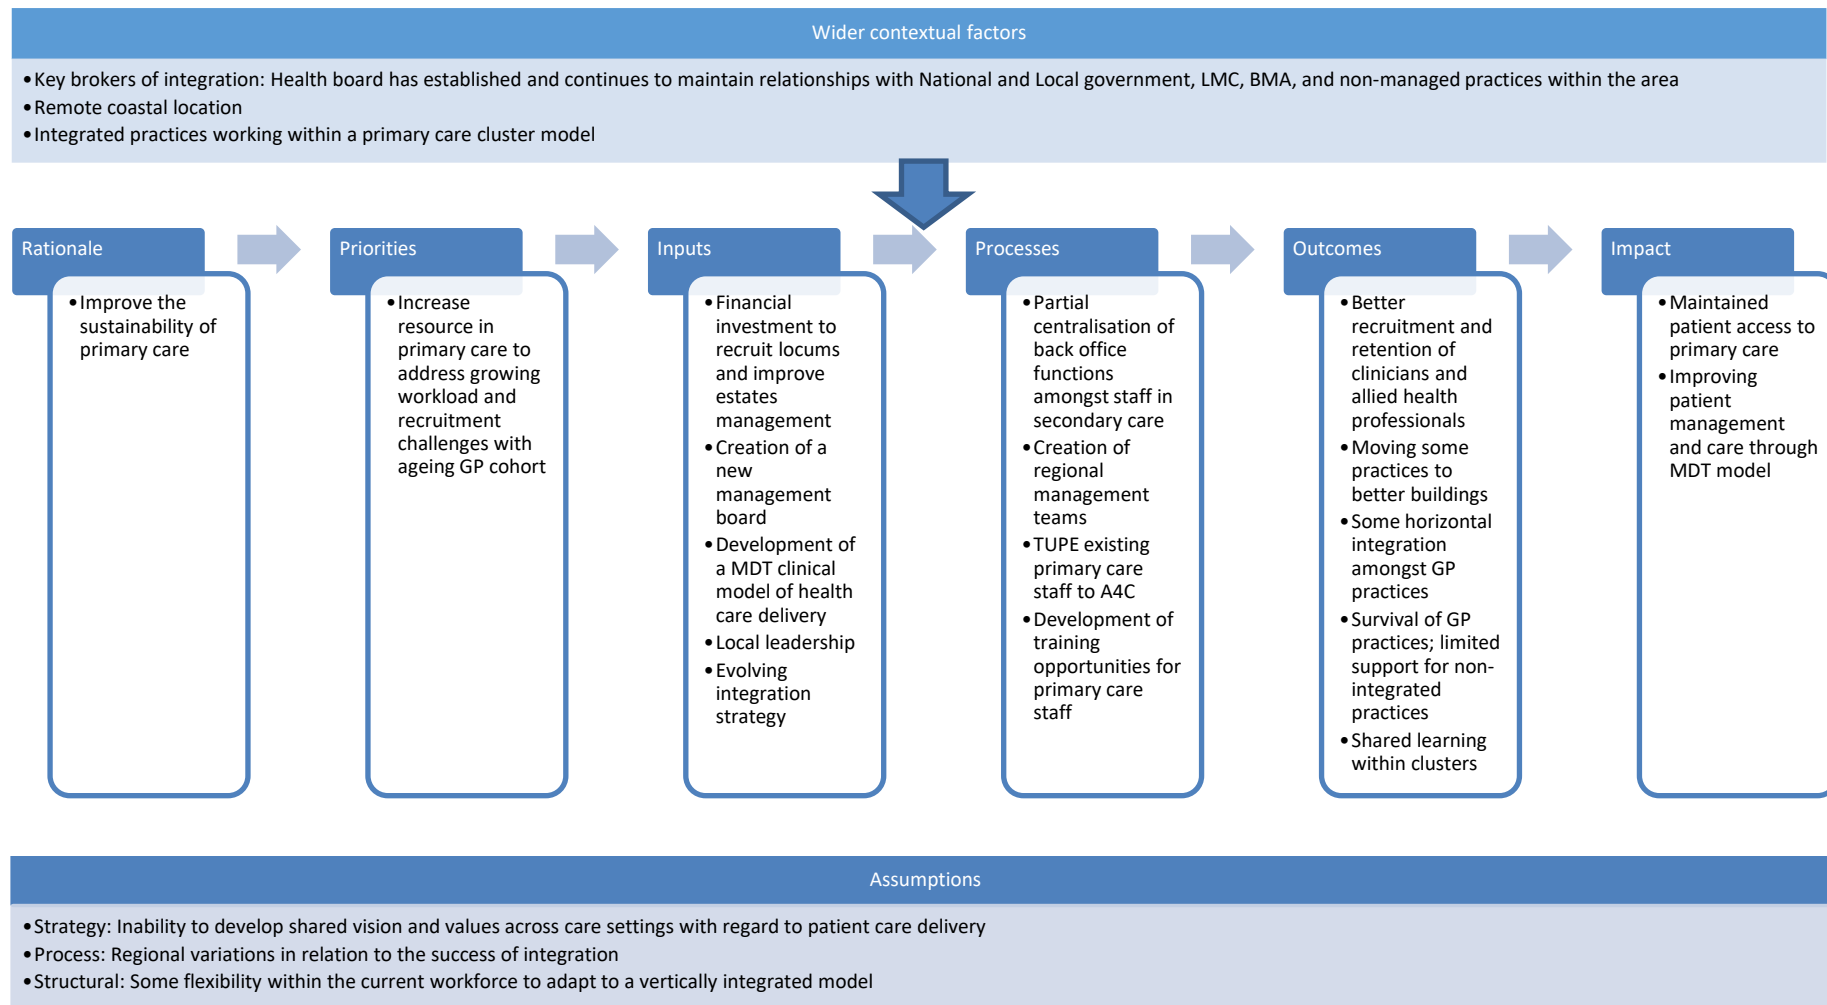 Wider contextual factors
•Key brokers of integration: Health board has established and continues to maintain relationships with National and Local government, LMC, BMA, and non-managed practices within the area
•Remote coastal location
•Integrated practices working within a primary care cluster model
Rationale
•Improve the
sustainability of
primary care
Priorities
•Increase
resource in
primary care to
address growing
workload and
recruitment
challenges with
ageing GP cohort
Inputs
•Financial
investment to
recruit locums
and improve
estates
management
•Creation of a
new
management
board
•Development of
a MDT clinical
model of health
care delivery
•Local leadership
•Evolving
integration
strategy
Processes
•Partial
centralisation of
back office
functions
amongst staff in
secondary care
•Creation of
regional
management
teams
•TUPE existing
primary care
staff to A4C
•Development of
training
opportunities for
primary care
staff
Outcomes
•Better
recruitment and
retention of
clinicians and
allied health
professionals
•Moving some
practices to
better buildings
•Some horizontal
integration
amongst GP
practices
•Survival of GP
practices; limited
support for non-
integrated
practices
•Shared learning
within clusters
Impact
•Maintained
patient access to
primary care
•Improving
patient
management
and care through
MDT model
Assumptions
•Strategy: Inability to develop shared vision and values across care settings with regard to patient care delivery
•Process: Regional variations in relation to the success of integration
•Structural: Some flexibility within the current workforce to adapt to a vertically integrated model